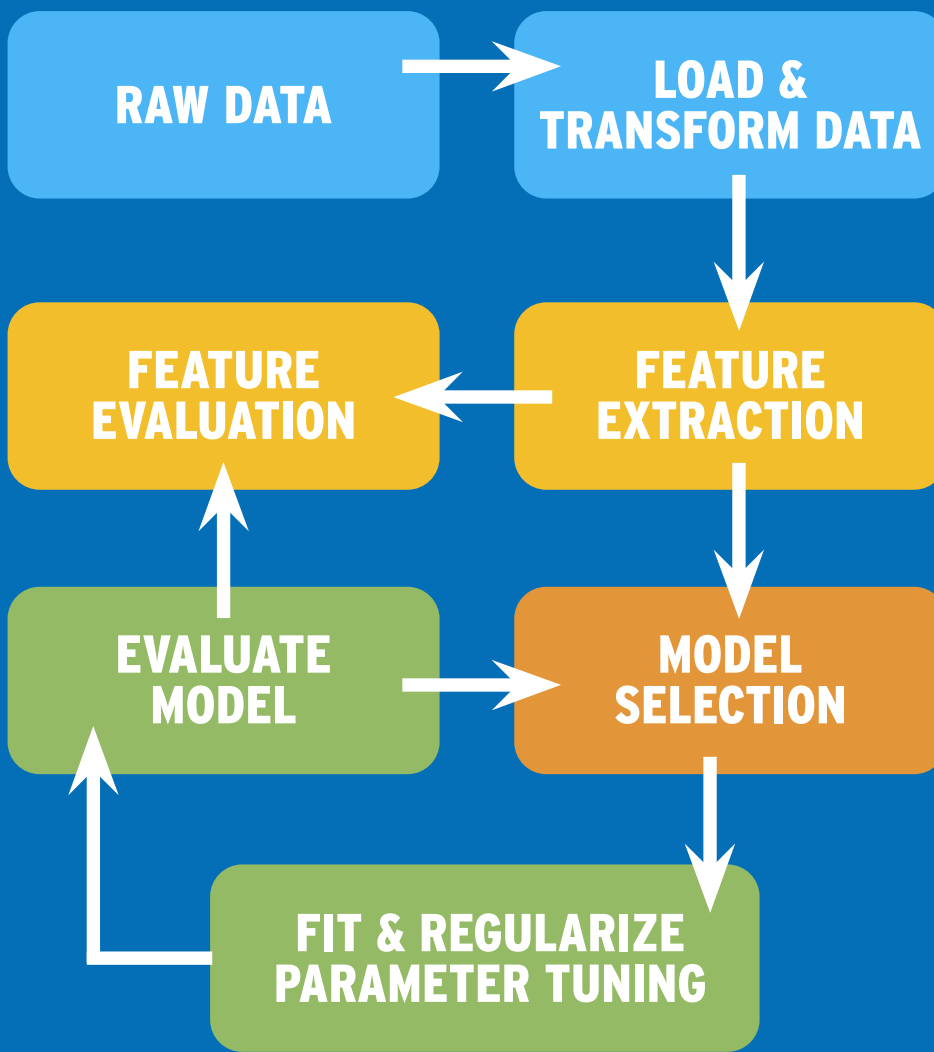 RAW DATA
LOAD &
TRANSFORM DATA
FEATURE
EVALUATION
FEATURE
EXTRACTION
EVALUATE
MODEL
MODEL
SELECTION
FIT & REGULARIZE
PARAMETER TUNING